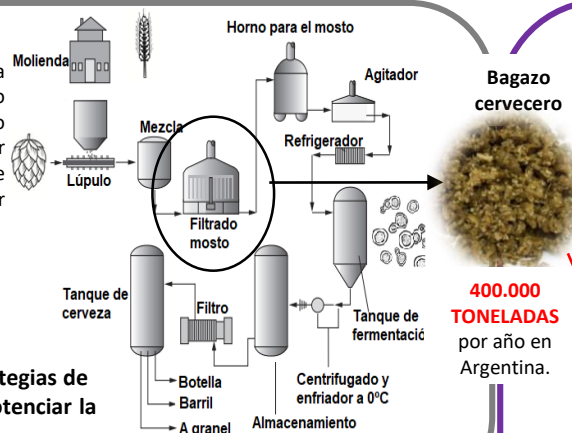 Horno para el mosto
Molienda
Agitador
Bagazo
cervecero
a
o
o
r
e
r
Mezcla
Refrigerador
Lúpulo
Filtrado
mosto
400.000
TONELADAS
por año en
Argentina.
Tanque de
cerveza
Filtro
Tanque de
fermentació
Centrifugado y
enfriador a 0ºC
Botella
Barril
A granel
Almacenamiento
tegias de
otenciar la